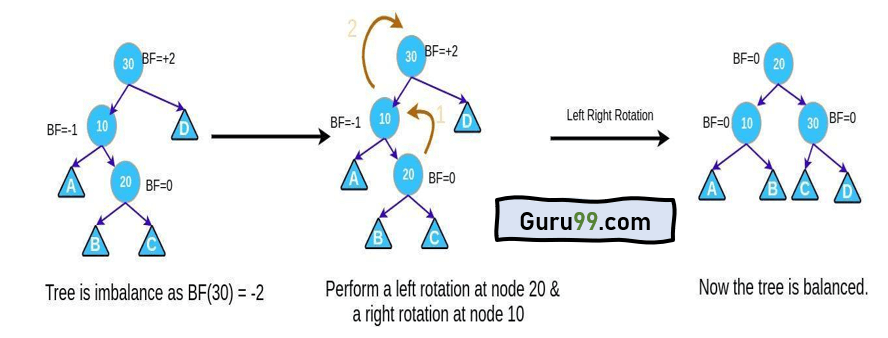 30 BF=+2
BF=-1 10 D
A 20 BF=0
B C
Tree is imbalance as BF(30) = -2
2
30 BF=+2
BF=-1 10 1 D
A 20 BF=0
B C
Perform a left rotation at node 20 &
a right rotation at node 10
Left Right Rotation
Guru99.com
BF=0 20
BF=0 10 30 BF=0
A B C D
Now the tree is balanced.